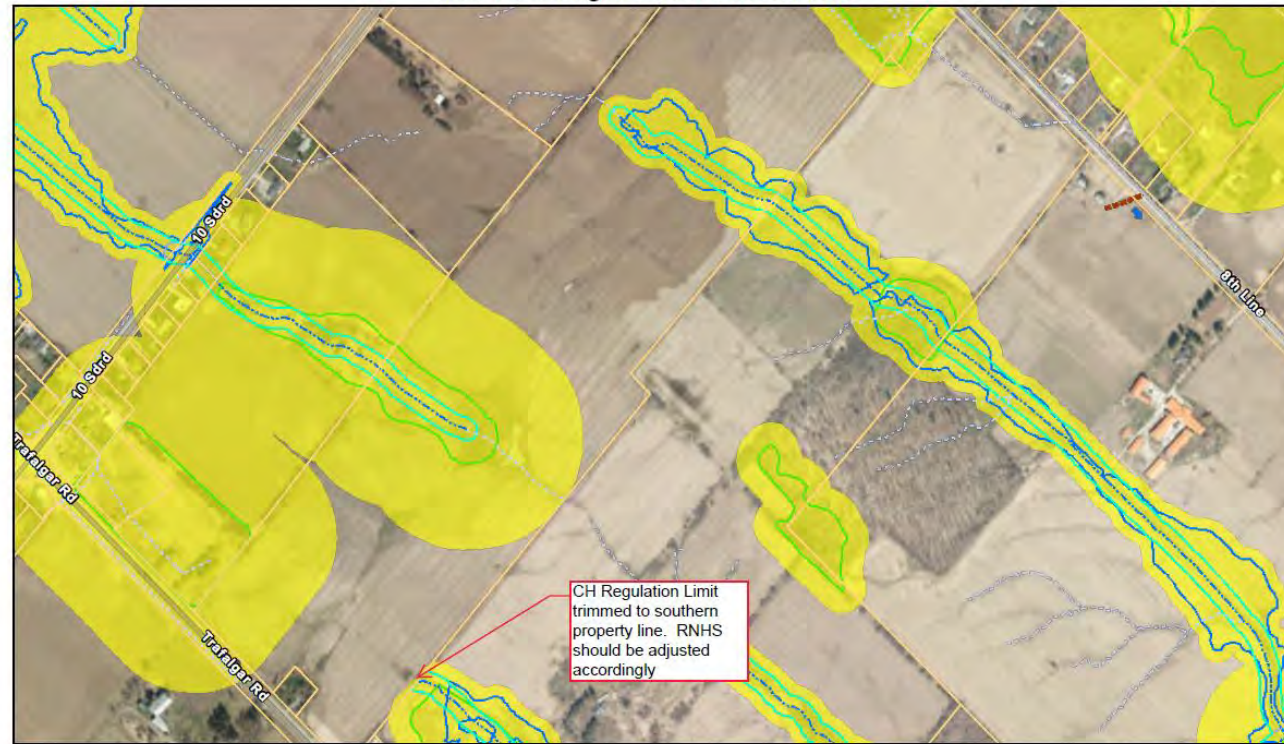 10 Sdrd
8th Line
10 Sdrd
Trafalgar Rd
CH Regulation Limit
trimmed to southern
property line. RNHS
should be adjusted
accordingly
Trafalgar Rd